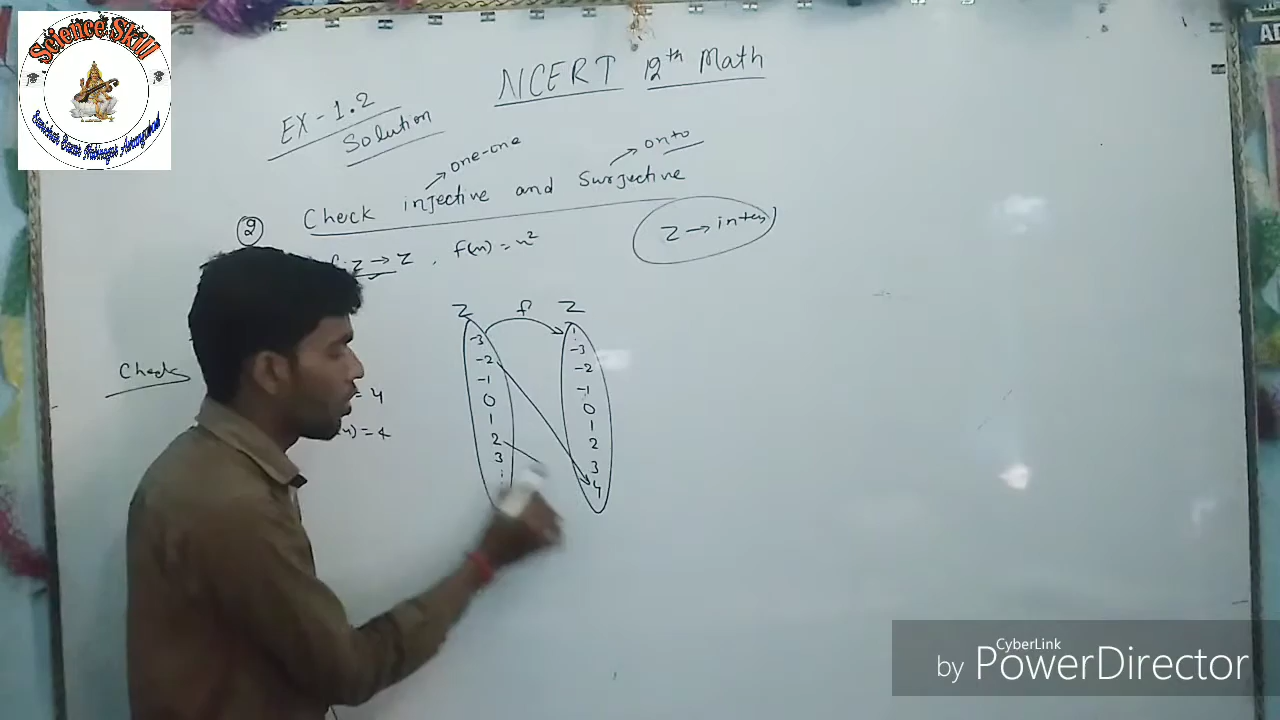 Science Skill
NCERT 12th Math
EX-1.2
Solution
one-one
onto
② Check injective and Surjective
Z → Z , f(x) = x²
Z →
Z f Z
-3
-2
-1
0
1
2
3
-3
-2
-1
0
1
2
3
4
Check
= 4
) = 4
CyberLink
by PowerDirector